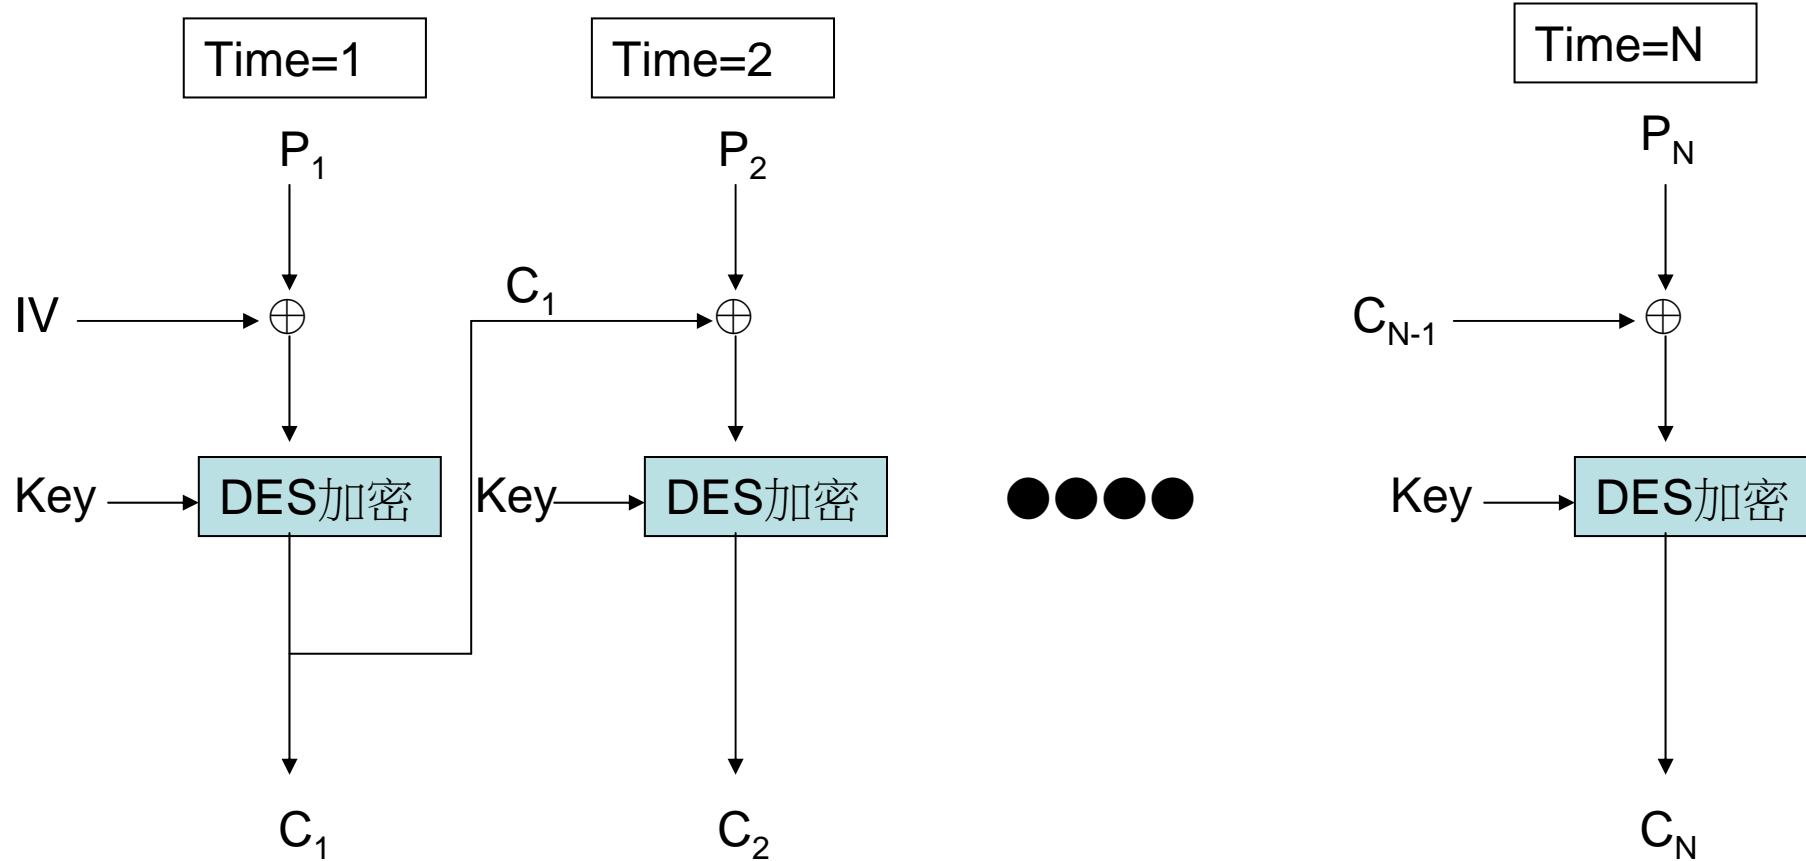 Time=1
Time=2
Time=N
P1
P2
PN
IV
C1
CN-1
Key
DES加密
Key
DES加密
Key
DES加密
C1
C2
CN